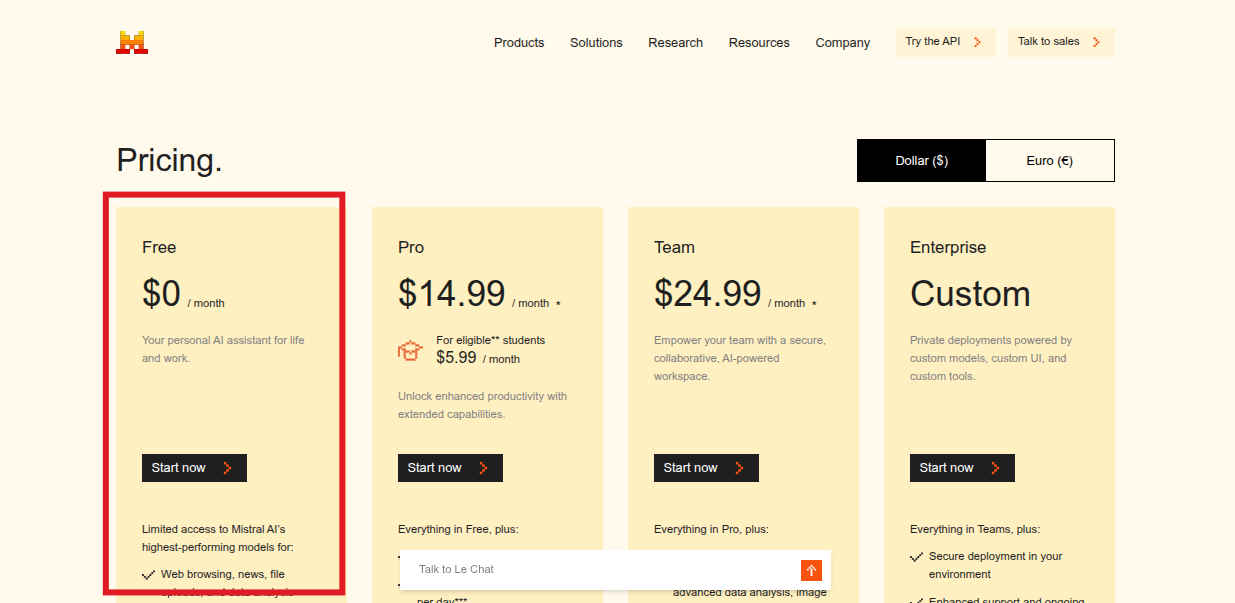 Products Solutions Research Resources Company Try the API Talk to sales
Pricing.
Dollar ($) Euro (€)
Free
$0 / month
Your personal AI assistant for life
and work.
Start now
Limited access to Mistral AI's
highest-performing models for:
Web browsing, news, file
uploads, and data analysis
Pro
$14.99 / month *
For eligible** students
$5.99 / month
Unlock enhanced productivity with
extended capabilities.
Start now
Everything in Free, plus:
per day***
Team
$24.99 / month *
Empower your team with a secure,
collaborative, AI-powered
workspace.
Start now
Everything in Pro, plus:
advanced data analysis, image
Enterprise
Custom
Private deployments powered by
custom models, custom UI, and
custom tools.
Start now
Everything in Teams, plus:
Secure deployment in your
environment
Enhanced support and ongoing
Talk to Le Chat